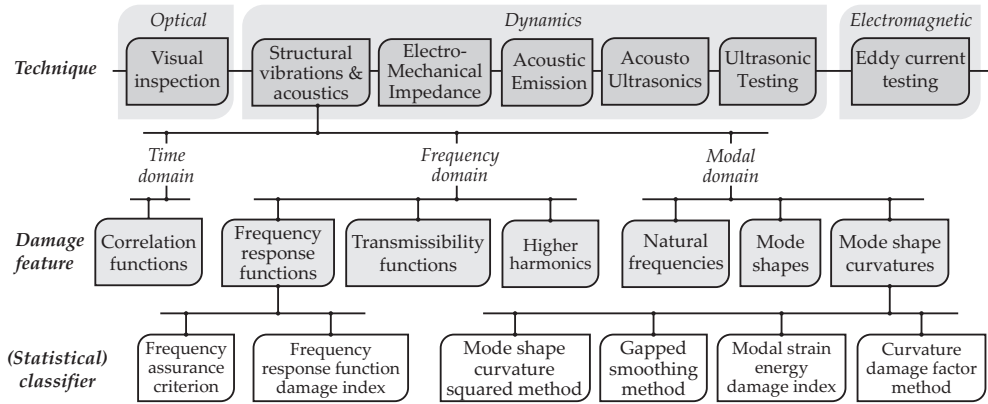 Optical
Dynamics
Electromagnetic
Technique
Visual
inspection
Structural
vibrations &
acoustics
Electro-
Mechanical
Impedance
Acoustic
Emission
Acousto
Ultrasonics
Ultrasonic
Testing
Eddy current
testing
Time
domain
Frequency
domain
Modal
domain
Damage
feature
Correlation
functions
Frequency
response
functions
Transmissibility
functions
Higher
harmonics
Natural
frequencies
Mode
shapes
Mode shape
curvatures
(Statistical)
classifier
Frequency
assurance
criterion
Frequency
response function
damage index
Mode shape
curvature
squared method
Gapped
smoothing
method
Modal strain
energy
damage index
Curvature
damage factor
method